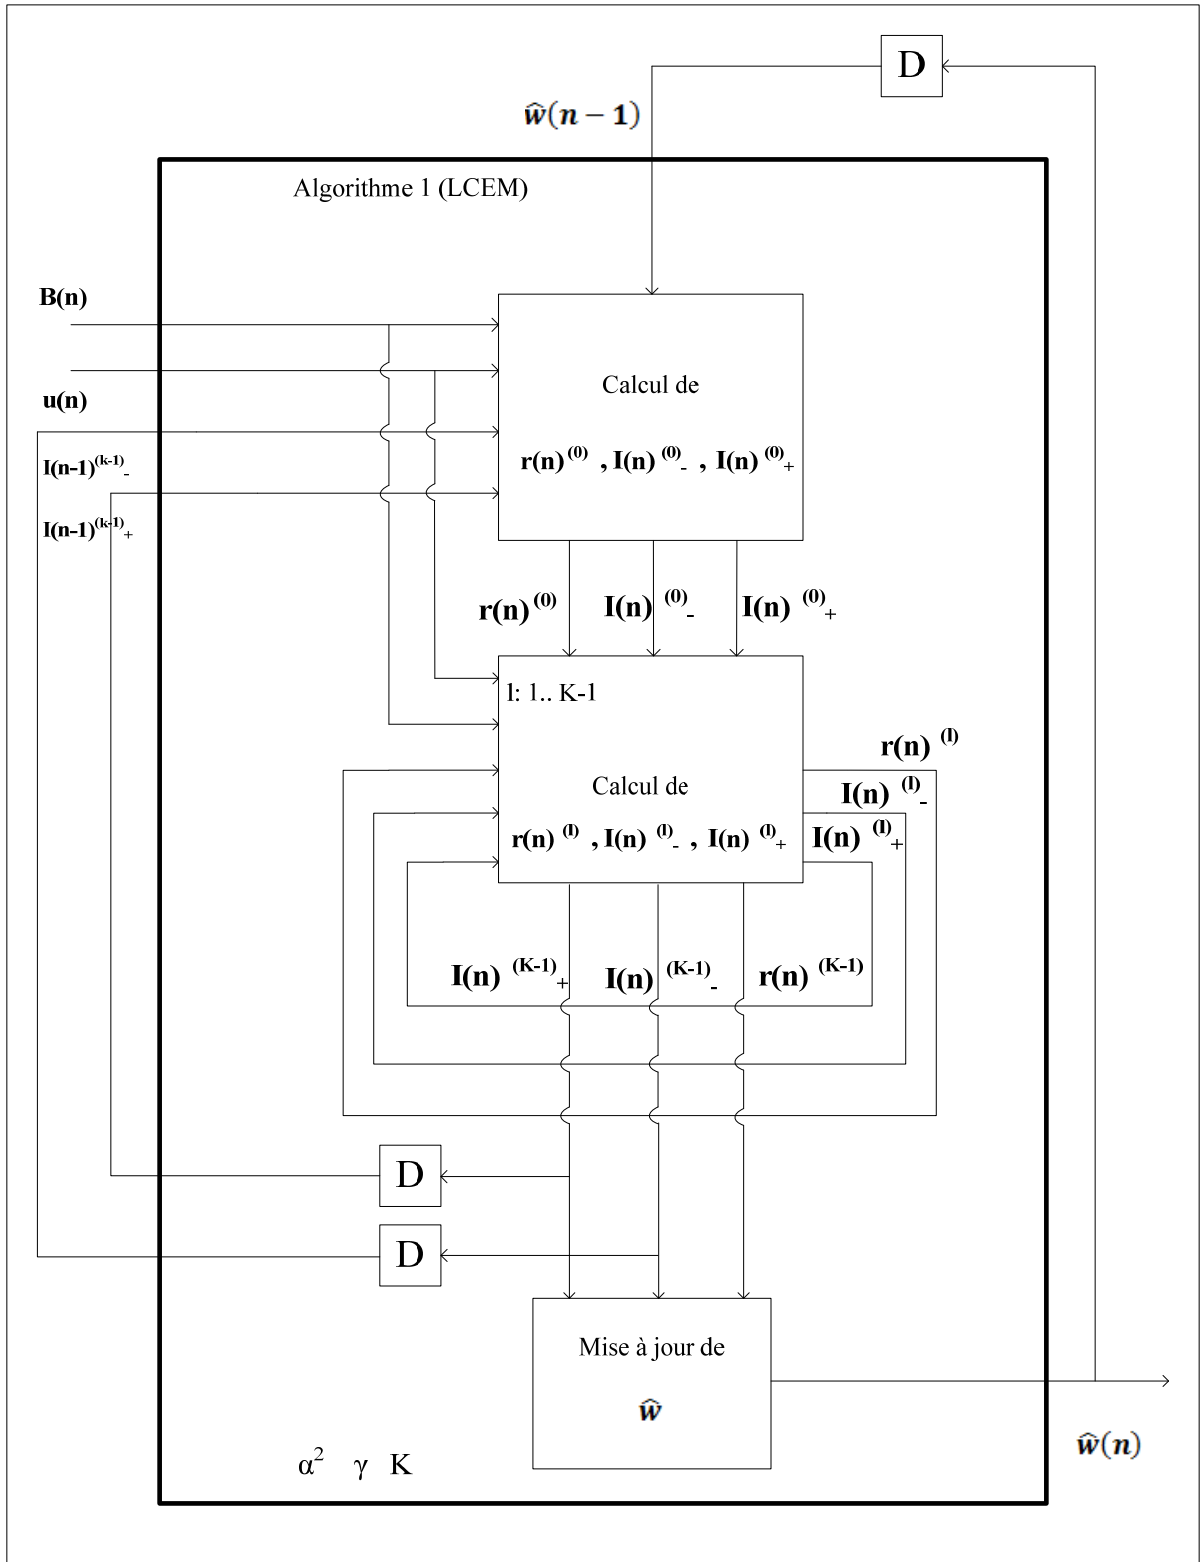 D
ŵ(n − 1)
Algorithme 1 (LCEM)
B(n)
u(n)
I(n-1)^(k-1)_-
I(n-1)^(k-1)_+
Calcul de
r(n)^(0) , I(n)^(0)_- , I(n)^(0)_+
r(n)^(0) I(n)^(0)_- I(n)^(0)_+
l: 1.. K-1
Calcul de
r(n)^(l) , I(n)^(l)_- , I(n)^(l)_+
r(n)^(l)
I(n)^(l)_-
I(n)^(l)_+
I(n)^(K-1)_+ I(n)^(K-1)_- r(n)^(K-1)
D
D
Mise à jour de
ŵ
ŵ(n)
α² γ K